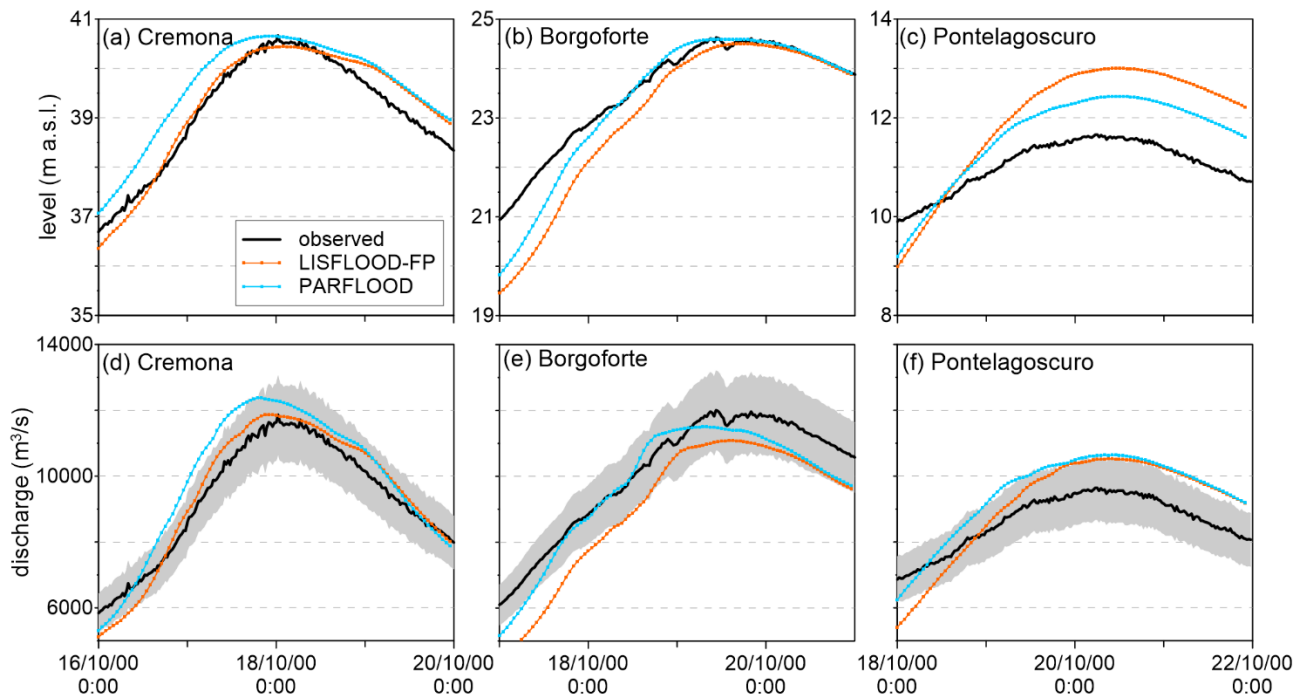 41
(a) Cremona
39
37
35
level (m a.s.l.)
observed
LISFLOOD-FP
PARFLOOD
25
(b) Borgoforte
23
21
19
14
(c) Pontelagoscuro
12
10
8
14000
(d) Cremona
10000
6000
discharge (m³/s)
16/10/00
0:00
18/10/00
0:00
20/10/00
0:00
(e) Borgoforte
18/10/00
0:00
20/10/00
0:00
(f) Pontelagoscuro
18/10/00
0:00
20/10/00
0:00
22/10/00
0:00